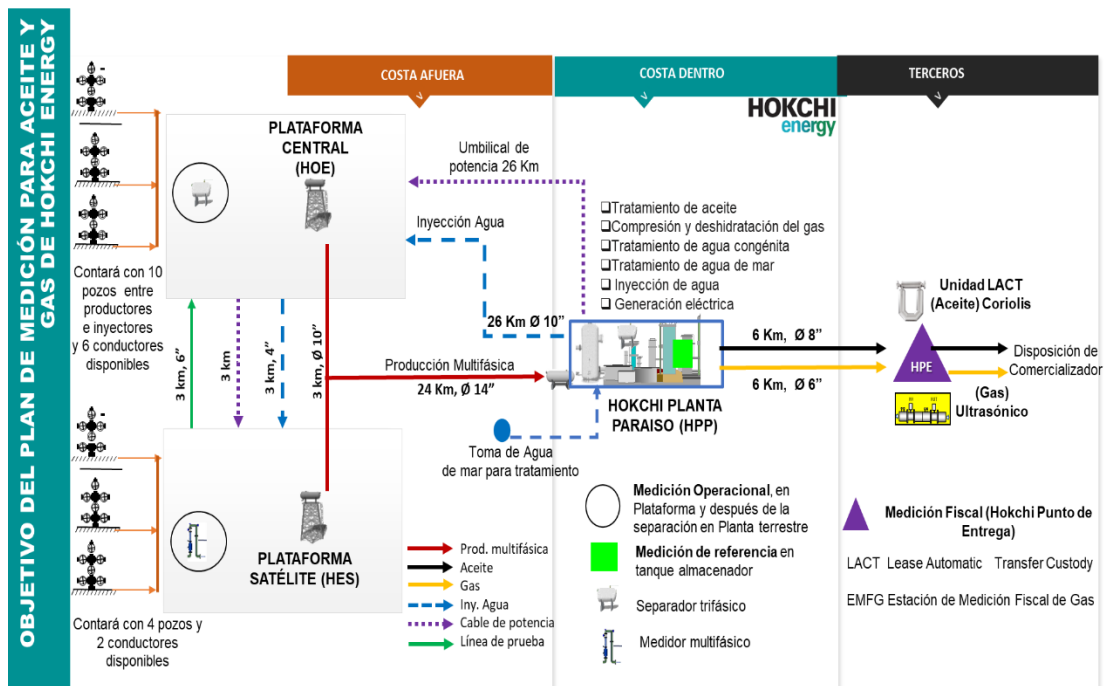 OBJETIVO DEL PLAN DE MEDICIÓN PARA ACEITE Y
GAS DE HOKCHI ENERGY
COSTA AFUERA
COSTA DENTRO
TERCEROS
HOKCHI
energy
PLATAFORMA
CENTRAL
(HOE)
Contará con 10
pozos entre
productores
e inyectores
y 6 conductores
disponibles
Umbilical de
potencia 26 Km
Inyección Agua
26 Km Ø 10”
❑Tratamiento de aceite
❑Compresión y deshidratación del gas
❑Tratamiento de agua congénita
❑Tratamiento de agua de mar
❑Inyección de agua
❑Generación eléctrica
3 km, 6”
3 km
3 km, 4”
3 km, Ø 10”
Producción Multifásica
24 Km, Ø 14”
HOKCHI PLANTA
PARAISO (HPP)
Toma de Agua
de mar para tratamiento
6 Km, Ø 8”
6 Km, Ø 6”
Unidad LACT
(Aceite) Coriolis
HPE
Disposición de
Comercializador
(Gas)
Ultrasónico
PLATAFORMA
SATÉLITE (HES)
Contará con 4 pozos y
2 conductores
disponibles
Prod. multifásica
Aceite
Gas
Iny. Agua
Cable de potencia
Línea de prueba
Medición Operacional, en
Plataforma y después de la
separación en Planta terrestre
Medición de referencia en
tanque almacenador
Separador trifásico
Medidor multifásico
Medición Fiscal (Hokchi Punto de
Entrega)
LACT Lease Automatic Transfer Custody
EMFG Estación de Medición Fiscal de Gas